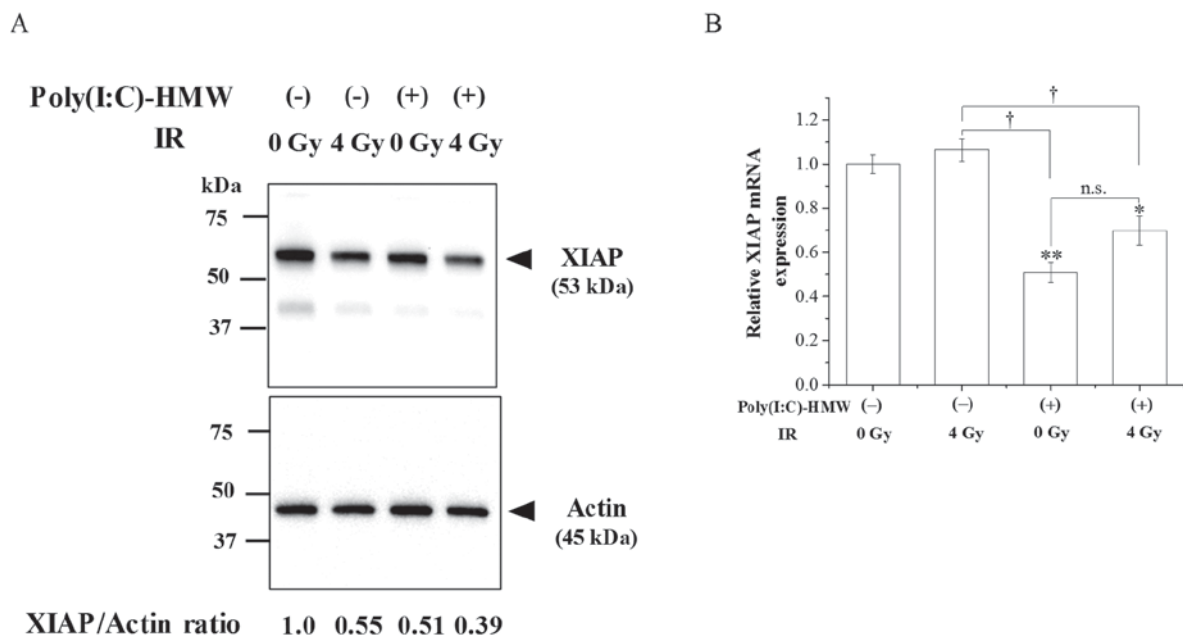 A
Poly(I:C)-HMW (-) (-) (+) (+)
IR 0 Gy 4 Gy 0 Gy 4 Gy
kDa
75
50
37
XIAP
(53 kDa)
75
50
37
Actin
(45 kDa)
XIAP/Actin ratio 1.0 0.55 0.51 0.39
B
Relative XIAP mRNA
expression
1.2
1.0
0.8
0.6
0.4
0.2
0.0
†
†
n.s.
**
*
Poly(I:C)-HMW (–) (–) (+) (+)
IR 0 Gy 4 Gy 0 Gy 4 Gy